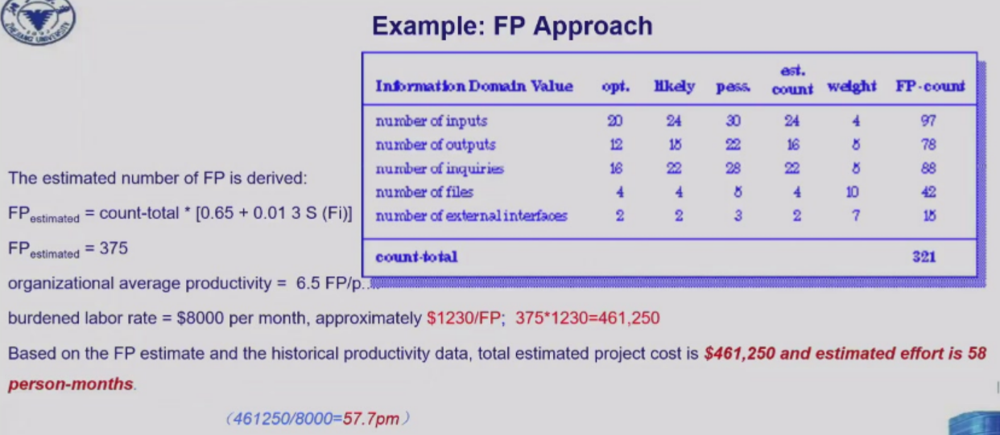 ZHEJIANG UNIVERSITY
Example: FP Approach
Information Domain Value opt. likely pess. est. count weight FP-count
number of inputs 20 24 30 24 4 97
number of outputs 12 15 22 16 5 78
number of inquiries 16 22 28 22 5 88
number of files 4 4 5 4 10 42
number of external interfaces 2 2 3 2 7 15
count-total 321
The estimated number of FP is derived:
FPestimated = count-total * [0.65 + 0.01 3 S (Fi)]
FPestimated = 375
organizational average productivity = 6.5 FP/p..
burdened labor rate = $8000 per month, approximately $1230/FP; 375*1230=461,250
Based on the FP estimate and the historical productivity data, total estimated project cost is $461,250 and estimated effort is 58
person-months.
（461250/8000=57.7pm）